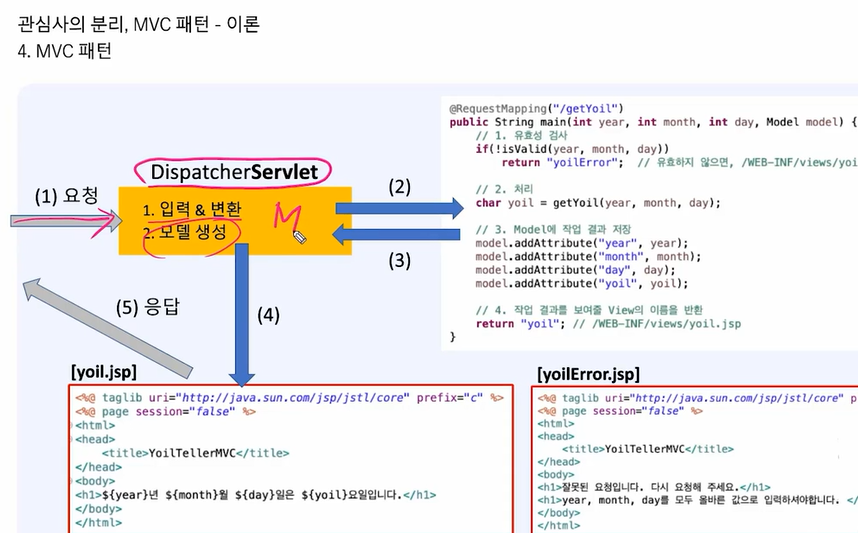 관심사의 분리, MVC 패턴 - 이론
4. MVC 패턴
@RequestMapping("/getYoil")
public String main(int year, int month, int day, Model model) {
// 1. 유효성 검사
if(!isValid(year, month, day))
return "yoilError"; // 유효하지 않으면, /WEB-INF/views/yoi
// 2. 처리
char yoil = getYoil(year, month, day);
// 3. Model에 작업 결과 저장
model.addAttribute("year", year);
model.addAttribute("month", month);
model.addAttribute("day", day);
model.addAttribute("yoil", yoil);
// 4. 작업 결과를 보여줄 View의 이름을 반환
return "yoil"; // /WEB-INF/views/yoil.jsp
}
DispatcherServlet
(1) 요청
1. 입력 & 변환
2. 모델 생성
M
(2)
(3)
(4)
(5) 응답
[yoil.jsp]
<%@ taglib uri="http://java.sun.com/jsp/jstl/core" prefix="c" %>
<%@ page session="false" %>
<html>
<head>
<title>YoilTellerMVC</title>
</head>
<body>
<h1>${year}년 ${month}월 ${day}일은 ${yoil}요일입니다.</h1>
</body>
</html>
[yoilError.jsp]
<%@ taglib uri="http://java.sun.com/jsp/jstl/core" p
<%@ page session="false" %>
<html>
<head>
<title>YoilTellerMVC</title>
</head>
<body>
<h1>잘못된 요청입니다. 다시 요청해 주세요.</h1>
<h1>year, month, day를 모두 올바른 값으로 입력하셔야합니다. </
</body>
</html>